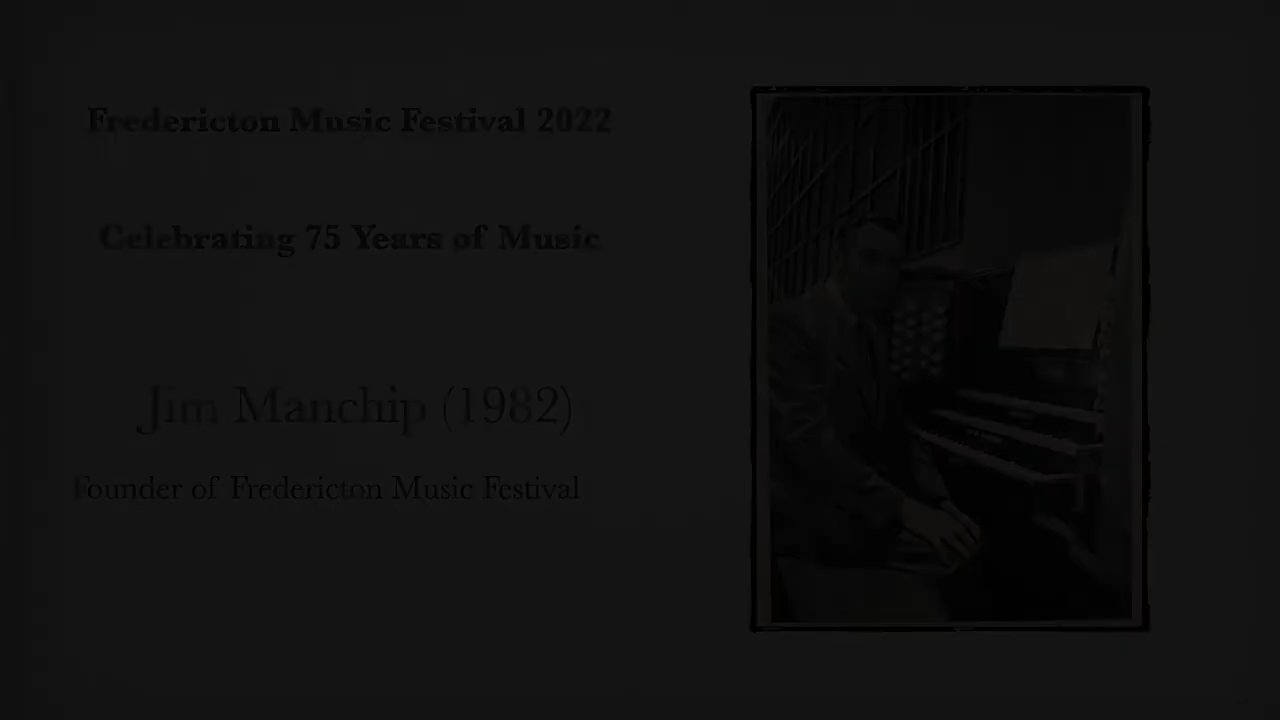 Fredericton Music Festival 2022
Celebrating 75 Years of Music
Jim Manchip (1982)
Founder of Fredericton Music Festival